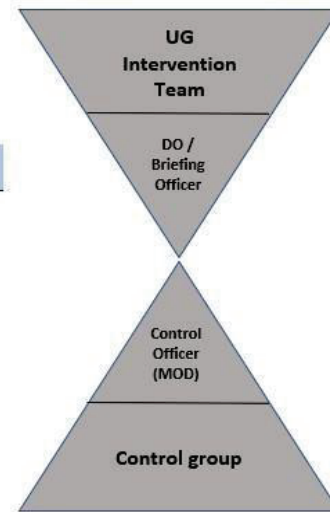 UG
Intervention
Team
DO /
Briefing
Officer
Control
Officer
(MOD)
Control group